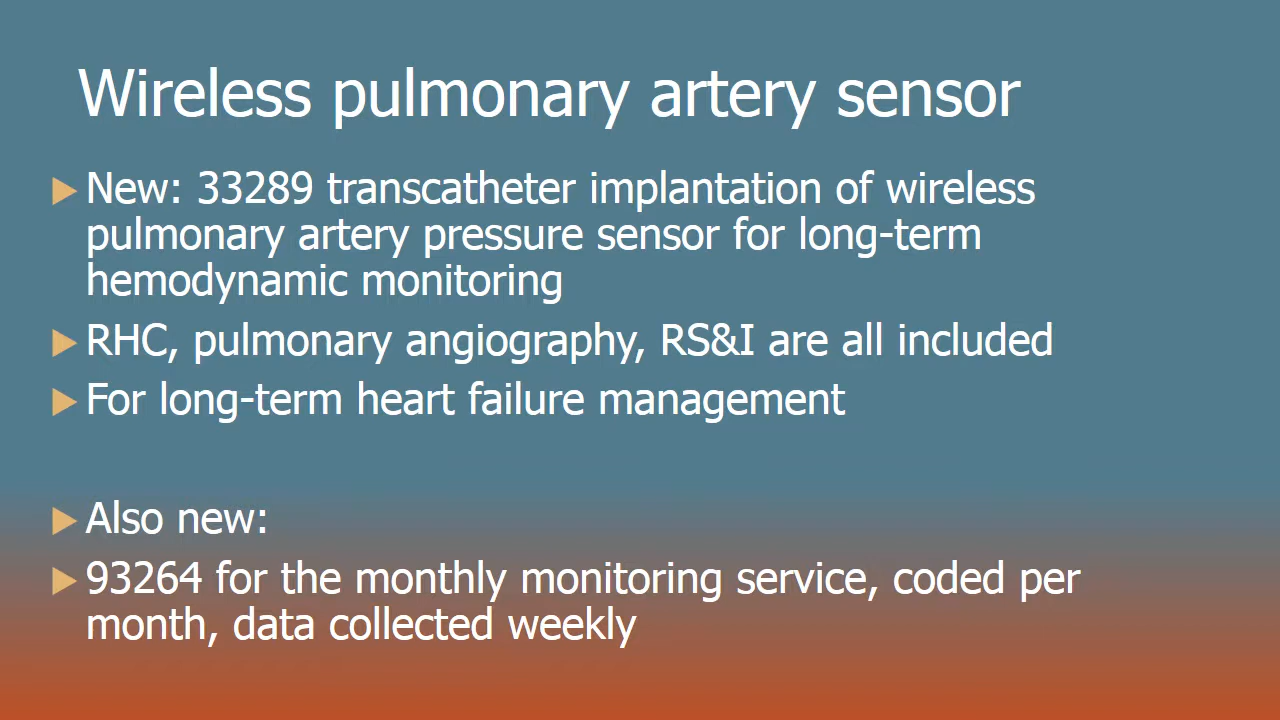 Wireless pulmonary artery sensor
New: 33289 transcatheter implantation of wireless
pulmonary artery pressure sensor for long-term
hemodynamic monitoring
RHC, pulmonary angiography, RS&I are all included
For long-term heart failure management
Also new:
93264 for the monthly monitoring service, coded per
month, data collected weekly